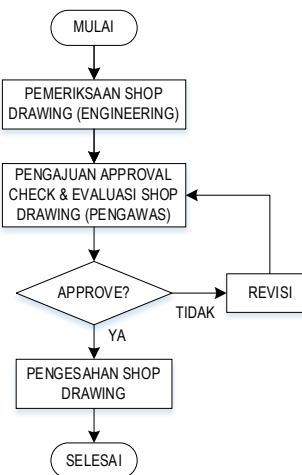 MULAI
PEMERIKSAAN SHOP
DRAWING (ENGINEERING)
PENGAJUAN APPROVAL
CHECK & EVALUASI SHOP
DRAWING (PENGAWAS)
APPROVE?
TIDAK
REVISI
YA
PENGESAHAN SHOP
DRAWING
SELESAI